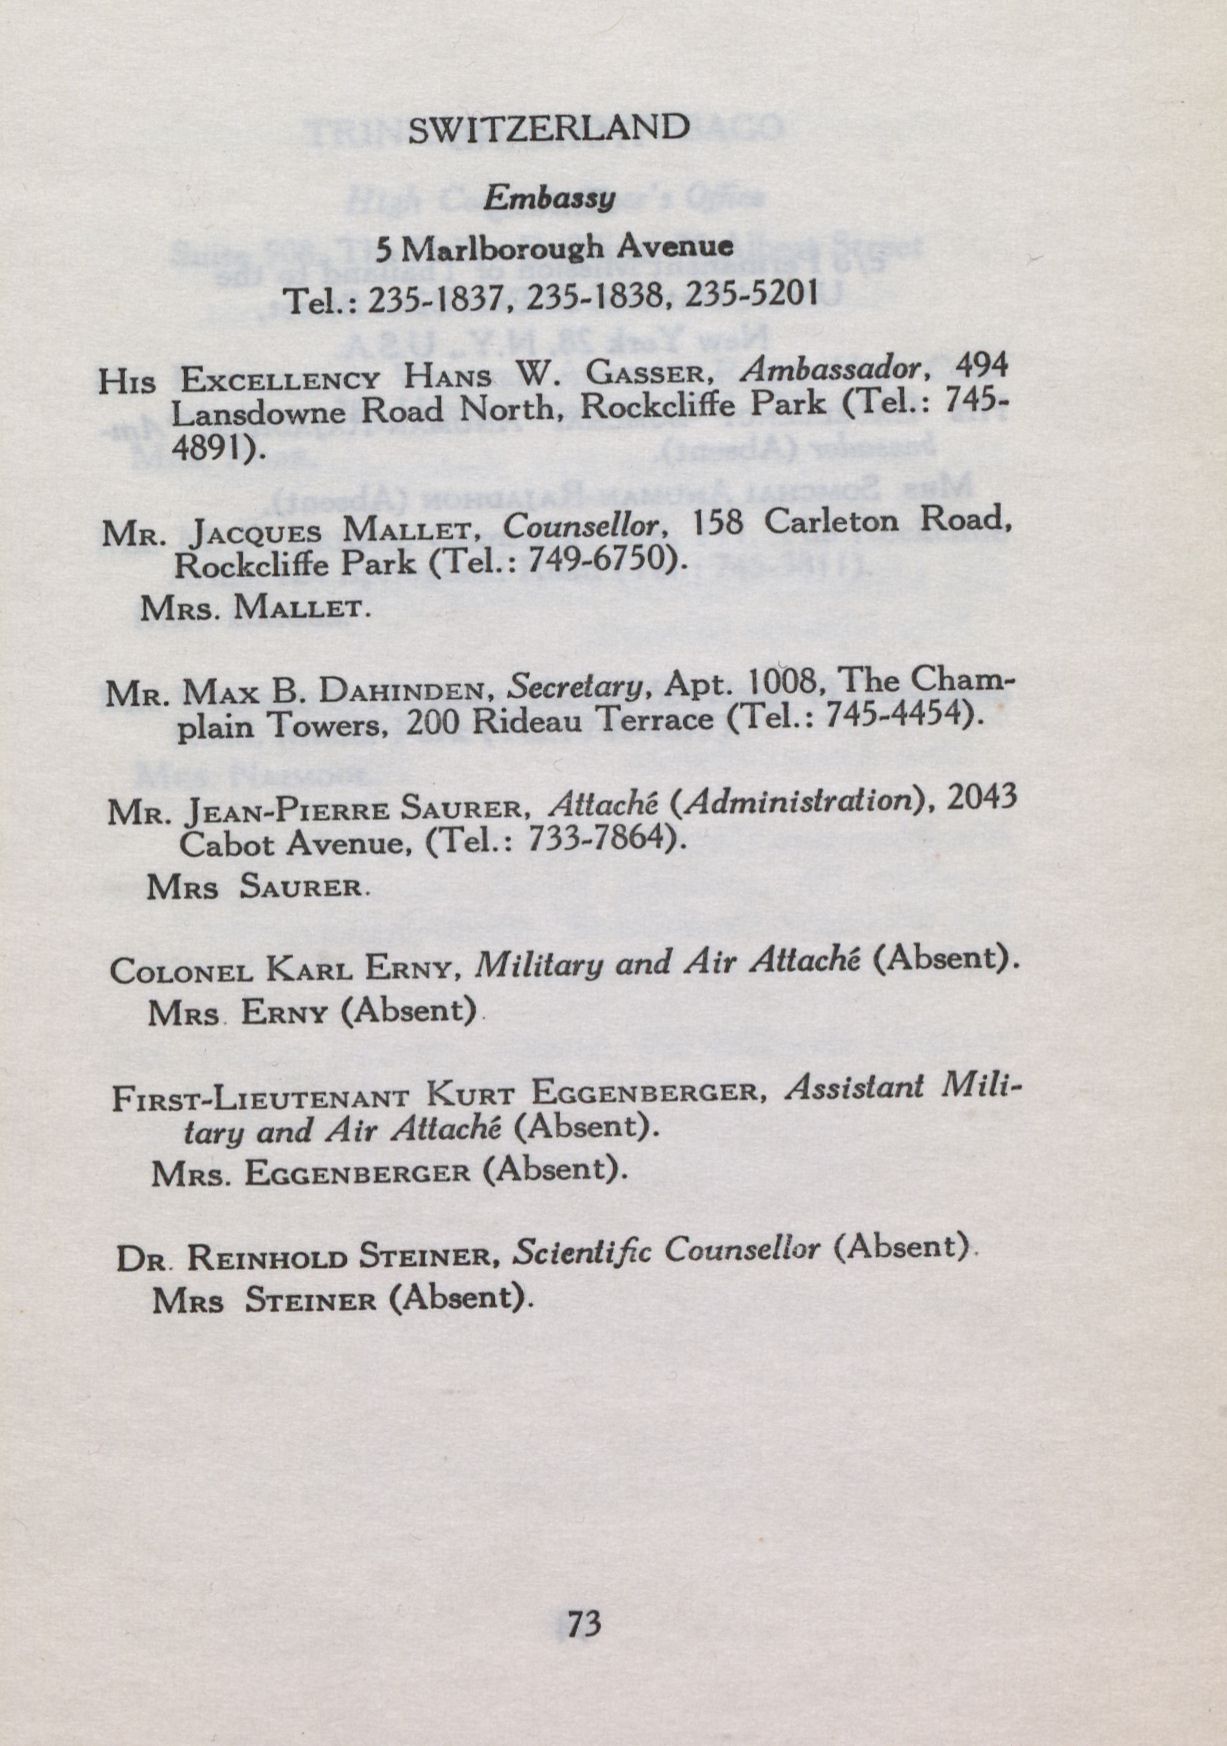 SWITZERLAND
Embassy
5 Marlborough Avenue
Tel.: 235-1837, 235-1838, 235-5201
His Excellency Hans W. Gasser, Ambassador, 494
Lansdowne Road North, Rockcliffe Park (Tel.: 745-
4891).
Mr. Jacques Mallet, Counsellor, 158 Carleton Road,
Rockcliffe Park (Tel.: 749-6750).
Mrs. Mallet.
Mr. Max B. Dahinden, Secretary, Apt. 1008, The Cham-
plain Towers, 200 Rideau Terrace (Tel.: 745-4454).
Mr. Jean-Pierre Saurer, Attaché (Administration), 2043
Cabot Avenue, (Tel.: 733-7864).
Mrs Saurer.
Colonel Karl Erny, Military and Air Attaché (Absent).
Mrs. Erny (Absent).
First-Lieutenant Kurt Eggenberger, Assistant Mili-
tary and Air Attaché (Absent).
Mrs. Eggenberger (Absent).
Dr. Reinhold Steiner, Scientific Counsellor (Absent).
Mrs Steiner (Absent).
73